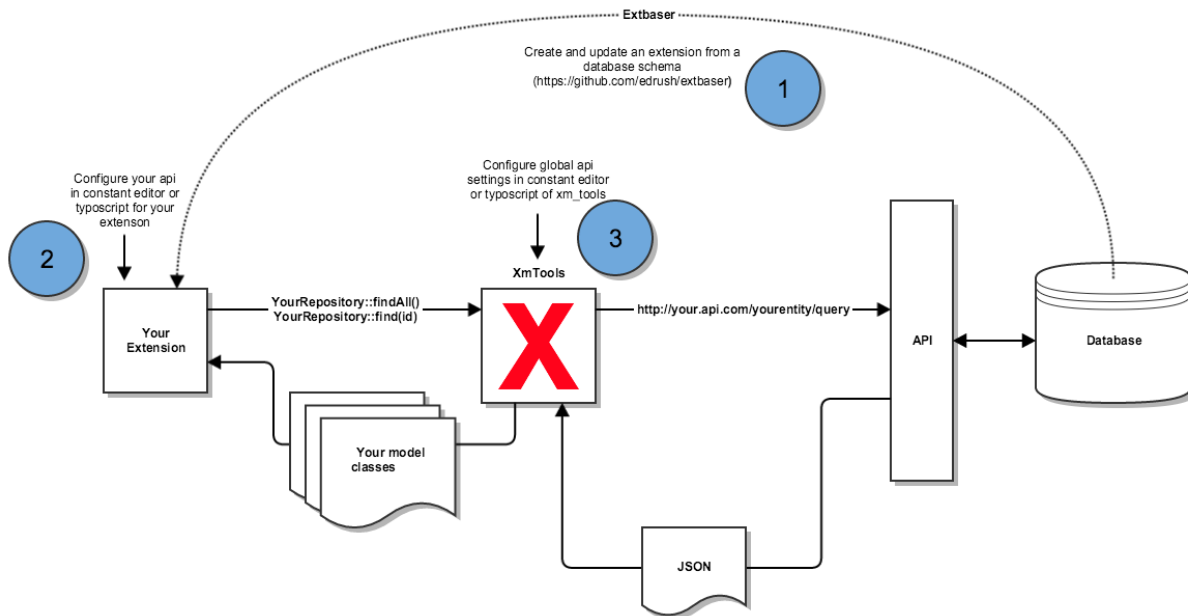 Extbaser
Create and update an extension from a
database schema
(https://github.com/edrush/extbaser)
1
Configure your api
in constant editor or
typoscript for your
extenson
2
Configure global api
settings in constant editor
or typoscript of xm_tools
3
XmTools
Your
Extension
YourRepository::findAll()
YourRepository::find(id)
X
http://your.api.com/yourentity/query
API
Database
Your model
classes
JSON